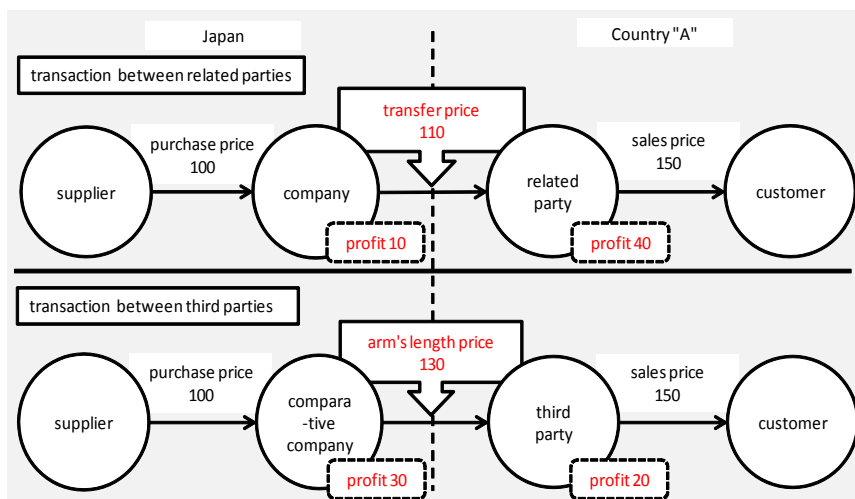 Japan
Country "A"
transaction between related parties
transfer price
110
purchase price
100
sales price
150
supplier
company
related
party
customer
profit 10
profit 40
transaction between third parties
arm's length price
130
purchase price
100
sales price
150
supplier
compara
-tive
company
third
party
customer
profit 30
profit 20